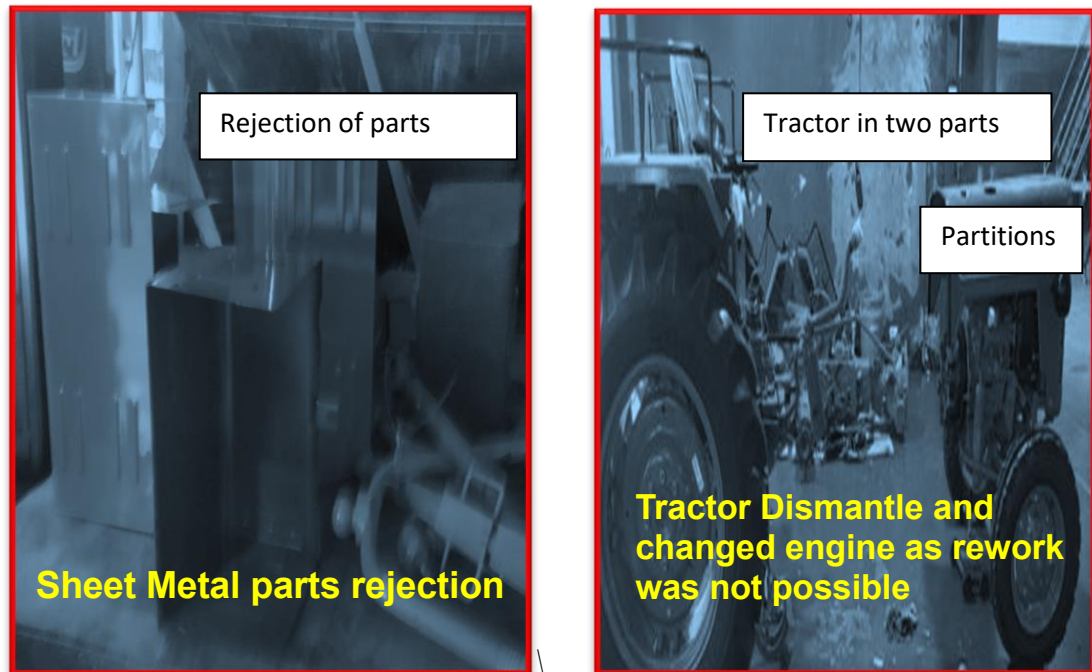 Rejection of parts
Sheet Metal parts rejection
Tractor in two parts
Partitions
Tractor Dismantle and
changed engine as rework
was not possible